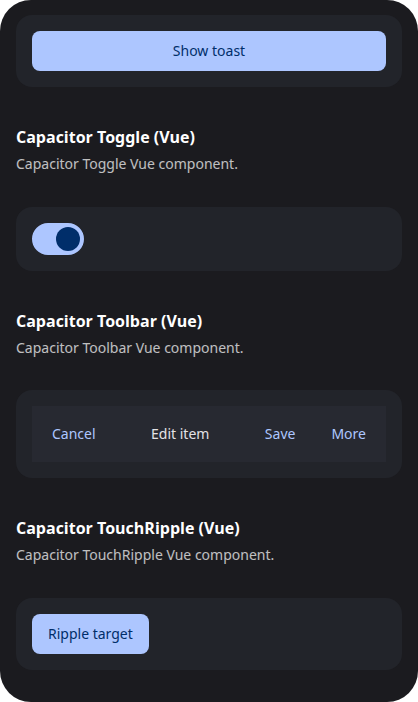 Show toast
Capacitor Toggle (Vue)
Capacitor Toggle Vue component.
Capacitor Toolbar (Vue)
Capacitor Toolbar Vue component.
Cancel Edit item Save More
Capacitor TouchRipple (Vue)
Capacitor TouchRipple Vue component.
Ripple target